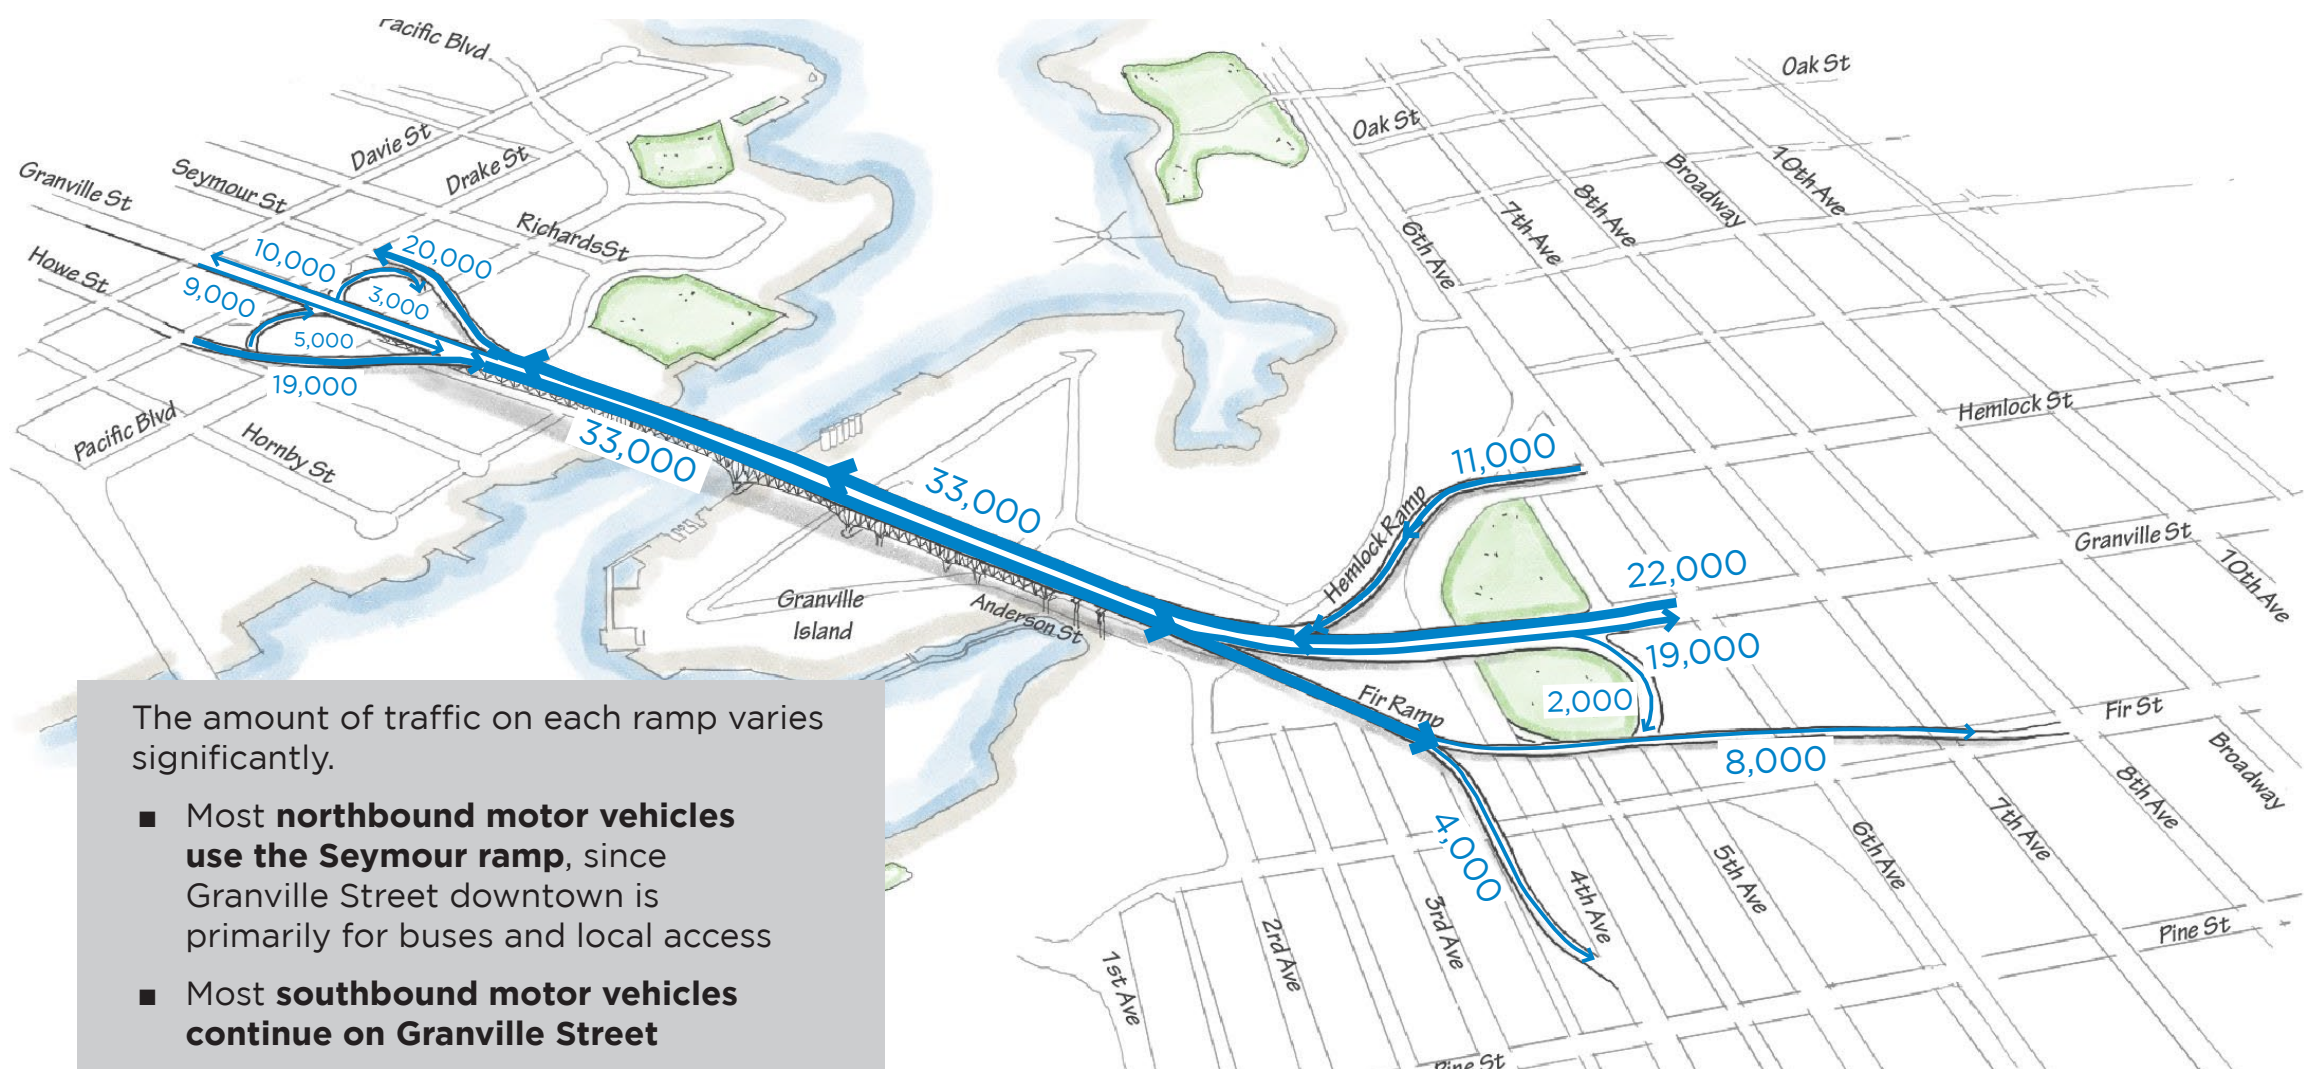 Pacific Blvd
Oak St
Oak St
Davie St
Drake St
Granville St
Seymour St
Richards St
Howe St
10,000
20,000
9,000
3,000
5,000
19,000
Pacific Blvd
Hornby St
33,000
33,000
6th Ave
7th Ave
8th Ave
Broadway
10th Ave
Hemlock St
11,000
Hemlock Ramp
Granville St
10th Ave
22,000
19,000
2,000
Granville
Island
Anderson St
Fir Ramp
Fir St
8,000
Broadway
8th Ave
7th Ave
6th Ave
5th Ave
4th Ave
4,000
3rd Ave
2nd Ave
1st Ave
Pine St
Pine St
The amount of traffic on each ramp varies
significantly.
■ Most northbound motor vehicles
use the Seymour ramp, since
Granville Street downtown is
primarily for buses and local access
■ Most southbound motor vehicles
continue on Granville Street